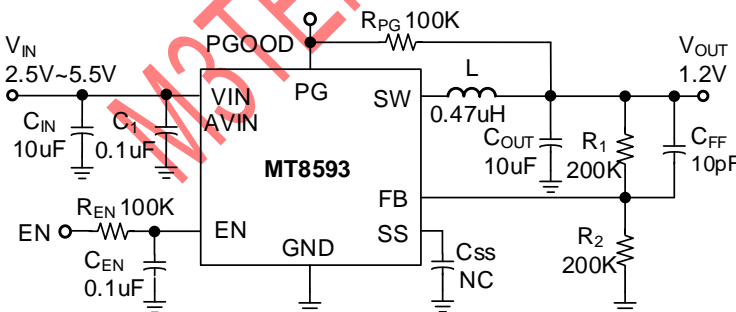 RPG 100K
PGOOD
VIN
2.5V~5.5V
VOUT
1.2V
M3TE
VIN
AVIN
PG
SW
L
0.47uH
CIN
10uF
C1
0.1uF
MT8593
COUT
10uF
R1
200K
CFF
10pF
FB
REN 100K
EN
EN
SS
GND
CSS
NC
R2
200K
CEN
0.1uF